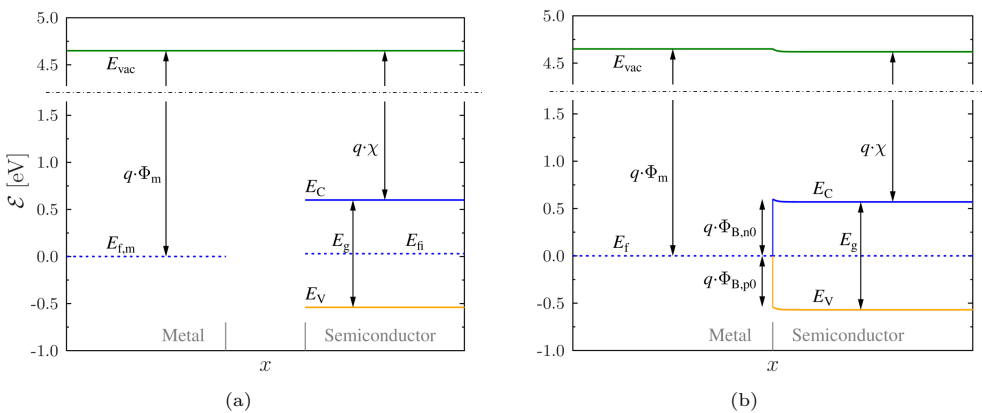 5.0
4.5
1.5
1.0
0.5
0.0
-0.5
-1.0
ℰ [eV]
E_vac
q·Φ_m
q·χ
E_C
E_f,m
E_g
E_fi
E_V
Metal
Semiconductor
x
(a)
5.0
4.5
1.5
1.0
0.5
0.0
-0.5
-1.0
E_vac
q·Φ_m
q·χ
E_C
q·Φ_B,n0
E_f
E_g
q·Φ_B,p0
E_V
Metal
Semiconductor
x
(b)